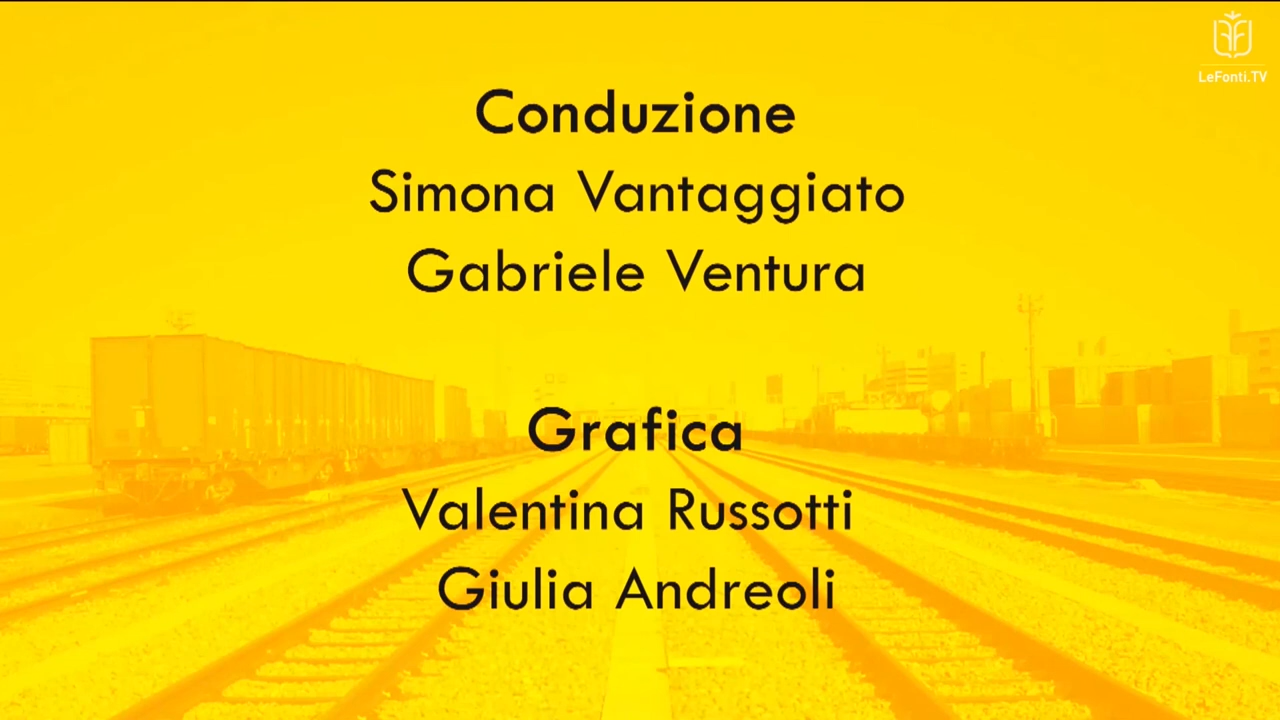 LeFonti.TV
Conduzione
Simona Vantaggiato
Gabriele Ventura
Grafica
Valentina Russotti
Giulia Andreoli